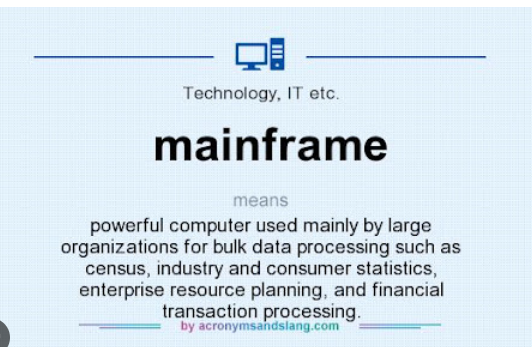 Technology, IT etc.
mainframe
means
powerful computer used mainly by large
organizations for bulk data processing such as
census, industry and consumer statistics,
enterprise resource planning, and financial
transaction processing.
by acronymsandslang.com